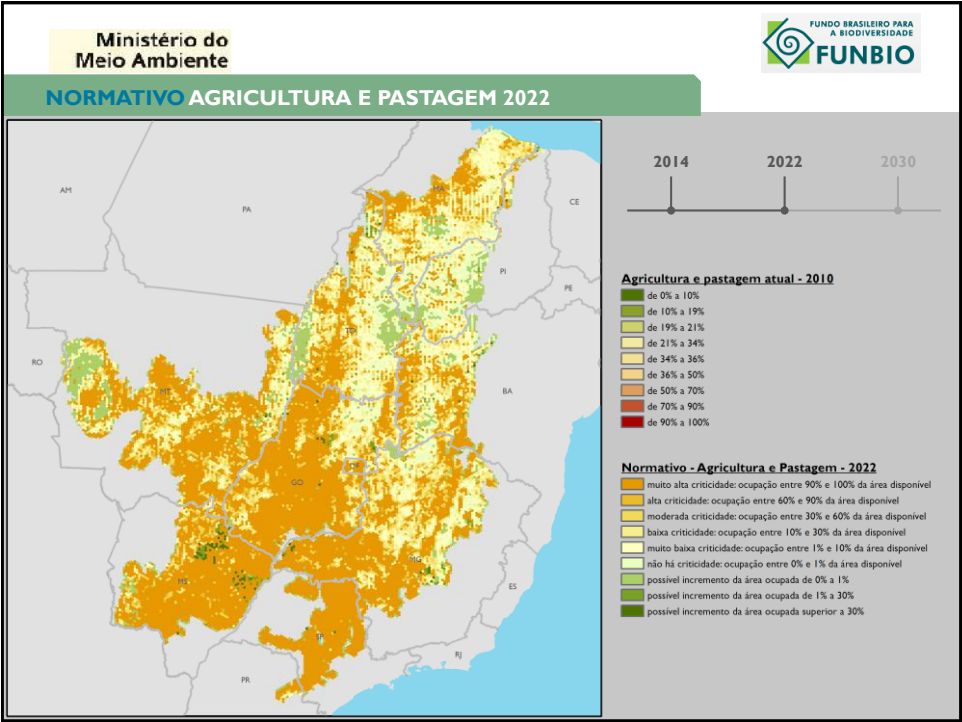 Ministério do
Meio Ambiente
FUNDO BRASILEIRO PARA
A BIODIVERSIDADE
FUNBIO
NORMATIVO AGRICULTURA E PASTAGEM 2022
2014 2022 2030
AM
PA
MA
CE
PI
PE
TO
RO
MT
BA
DF
GO
MG
MS
ES
SP
RJ
PR
Agricultura e pastagem atual - 2010
de 0% a 10%
de 10% a 19%
de 19% a 21%
de 21% a 34%
de 34% a 36%
de 36% a 50%
de 50% a 70%
de 70% a 90%
de 90% a 100%
Normativo - Agricultura e Pastagem - 2022
muito alta criticidade: ocupação entre 90% e 100% da área disponível
alta criticidade: ocupação entre 60% e 90% da área disponível
moderada criticidade: ocupação entre 30% e 60% da área disponível
baixa criticidade: ocupação entre 10% e 30% da área disponível
muito baixa criticidade: ocupação entre 1% e 10% da área disponível
não há criticidade: ocupação entre 0% e 1% da área disponível
possível incremento da área ocupada de 0% a 1%
possível incremento da área ocupada de 1% a 30%
possível incremento da área ocupada superior a 30%